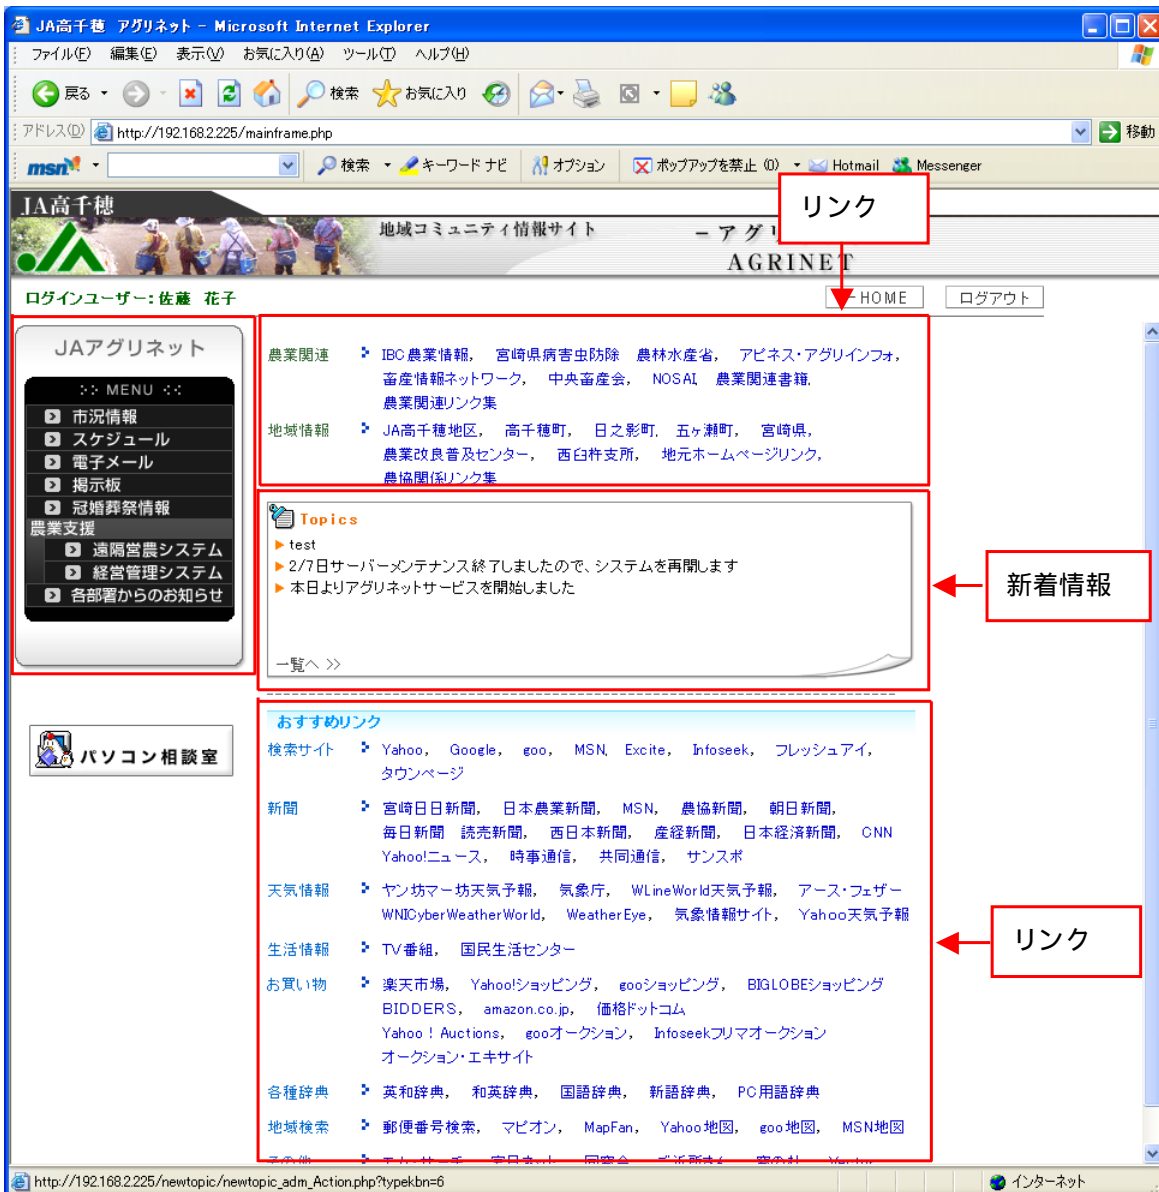 JA高千穂 アグリネット - Microsoft Internet Explorer
ファイル(F) 編集(E) 表示(V) お気に入り(A) ツール(T) ヘルプ(H)
戻る 検索 お気に入り
アドレス(D) http://192.168.2.225/mainframe.php 移動
msn 検索 キーワード ナビ オプション ポップアップを禁止 (0) Hotmail Messenger
リンク
JA高千穂
地域コミュニティ情報サイト
- アグリ
AGRINET
ログインユーザー：佐藤 花子
HOME ログアウト
JAアグリネット
MENU
市況情報
スケジュール
電子メール
掲示板
冠婚葬祭情報
農業支援
遠隔営農システム
経営管理システム
各部署からのお知らせ
パソコン相談室
農業関連 IBC農業情報, 宮崎県病害虫防除 農林水産省, アピネス・アグリインフォ,
畜産情報ネットワーク, 中央畜産会, NOSAI, 農業関連書籍,
農業関連リンク集
地域情報 JA高千穂地区, 高千穂町, 日之影町, 五ヶ瀬町, 宮崎県,
農業改良普及センター, 西臼杵支所, 地元ホームページリンク,
農協関係リンク集
Topics
test
2/7日サーバーメンテナンス終了しましたので、システムを再開します
本日よりアグリネットサービスを開始しました
一覧へ >>
新着情報
おすすめリンク
検索サイト Yahoo, Google, goo, MSN, Excite, Infoseek, フレッシュアイ,
タウンページ
新聞 宮崎日日新聞, 日本農業新聞, MSN, 農協新聞, 朝日新聞,
毎日新聞 読売新聞, 西日本新聞, 産経新聞, 日本経済新聞, CNN
Yahoo!ニュース, 時事通信, 共同通信, サンスポ
天気情報 ヤン坊マー坊天気予報, 気象庁, WLineWorld天気予報, アース・フェザー
WNICyberWeatherWorld, WeatherEye, 気象情報サイト, Yahoo天気予報
リンク
生活情報 TV番組, 国民生活センター
お買い物 楽天市場, Yahoo!ショッピング, gooショッピング, BIGLOBEショッピング
BIDDERS, amazon.co.jp, 価格ドットコム
Yahoo ! Auctions, gooオークション, Infoseekフリマオークション
オークション・エキサイト
各種辞典 英和辞典, 和英辞典, 国語辞典, 新語辞典, PC用語辞典
地域検索 郵便番号検索, マピオン, MapFan, Yahoo地図, goo地図, MSN地図
http://192.168.2.225/newtopic/newtopic_adm_Action.php?typekbn=6 インターネット